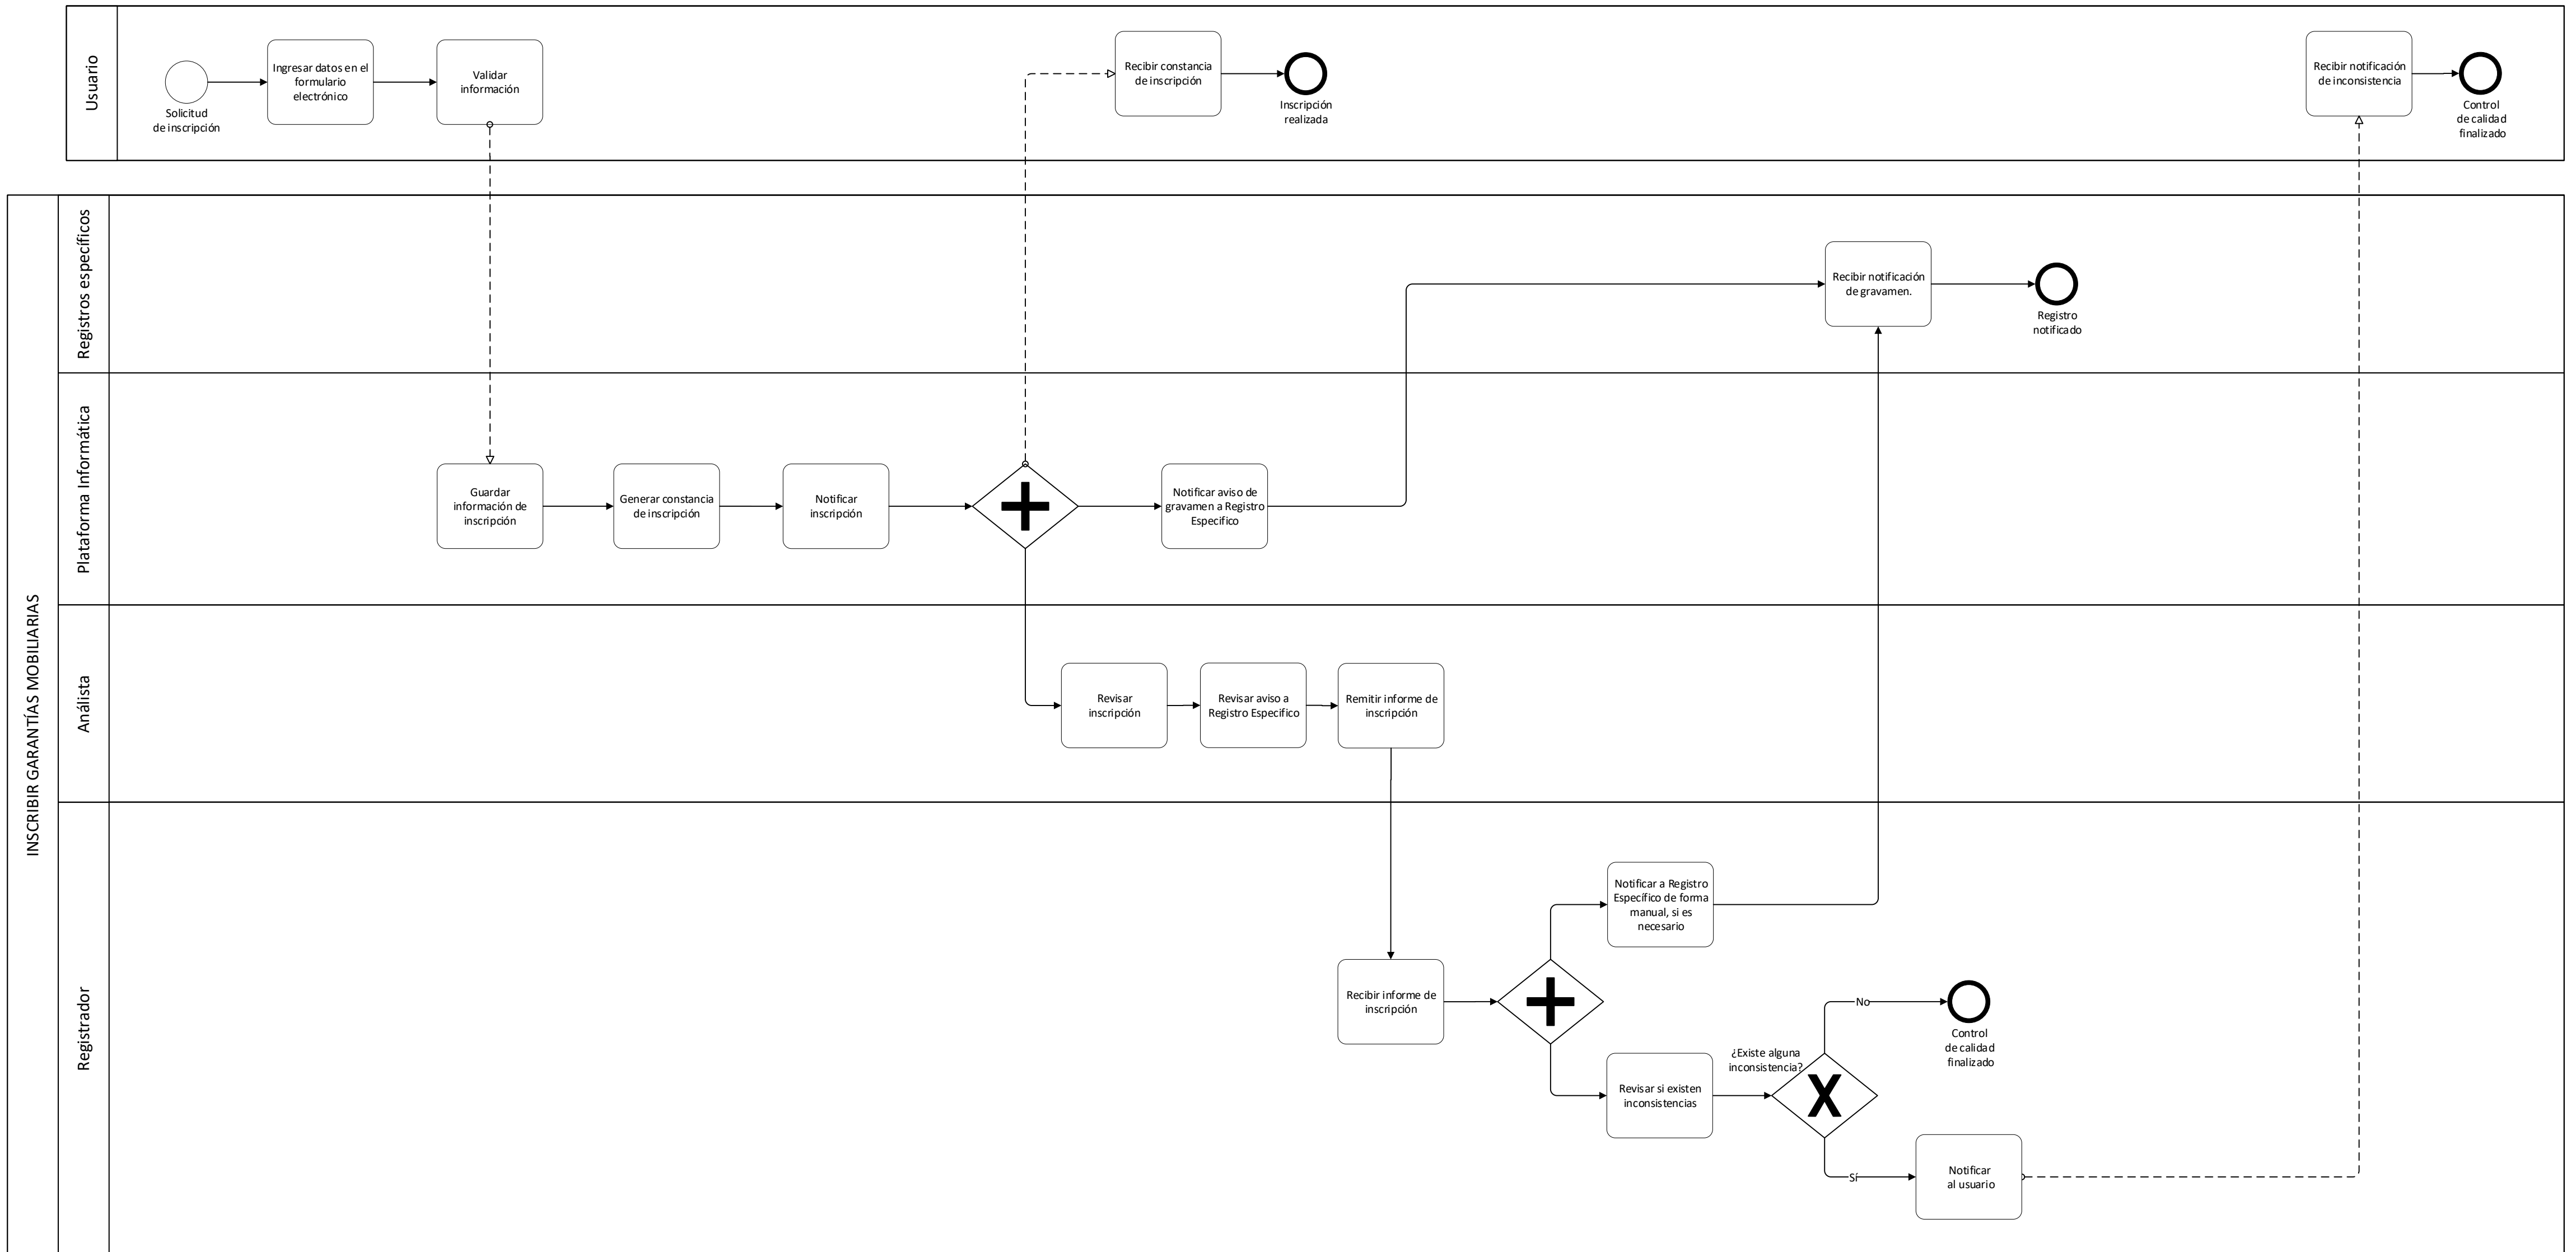 Usuario
Solicitud
de inscripción
Ingresar datos en el
formulario
electrónico
Validar
información
Recibir constancia
de inscripción
Inscripción
realizada
Recibir notificación
de inconsistencia
Control
de calidad
finalizado
INSCRIBIR GARANTÍAS MOBILIARIAS
Registros específicos
Recibir notificación
de gravamen.
Registro
notificado
Plataforma Informática
Guardar
información de
inscripción
Generar constancia
de inscripción
Notificar
inscripción
Notificar aviso de
gravamen a Registro
Especifico
Análista
Revisar
inscripción
Revisar aviso a
Registro Especifico
Remitir informe de
inscripción
Registrador
Recibir informe de
inscripción
Notificar a Registro
Específico de forma
manual, si es
necesario
Revisar si existen
inconsistencias
¿Existe alguna
inconsistencia?
No
Control
de calidad
finalizado
Sí
Notificar
al usuario